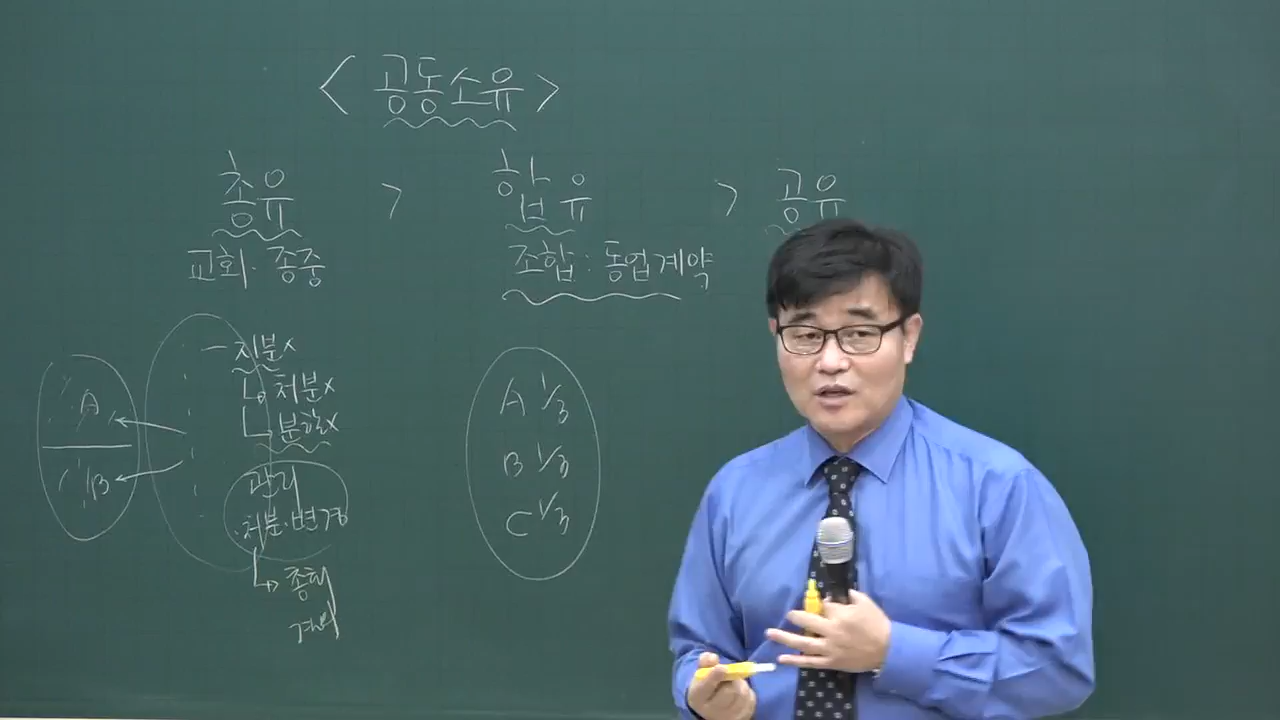 <공동소유>
총유 > 합유 > 공유
교회·종중 조합:동업계약
- 지분x
↳ 처분x
↳ 분할x
관리
·처분·변경
↳ 총회
결의
A
B
A 1/3
B 1/3
C 1/3